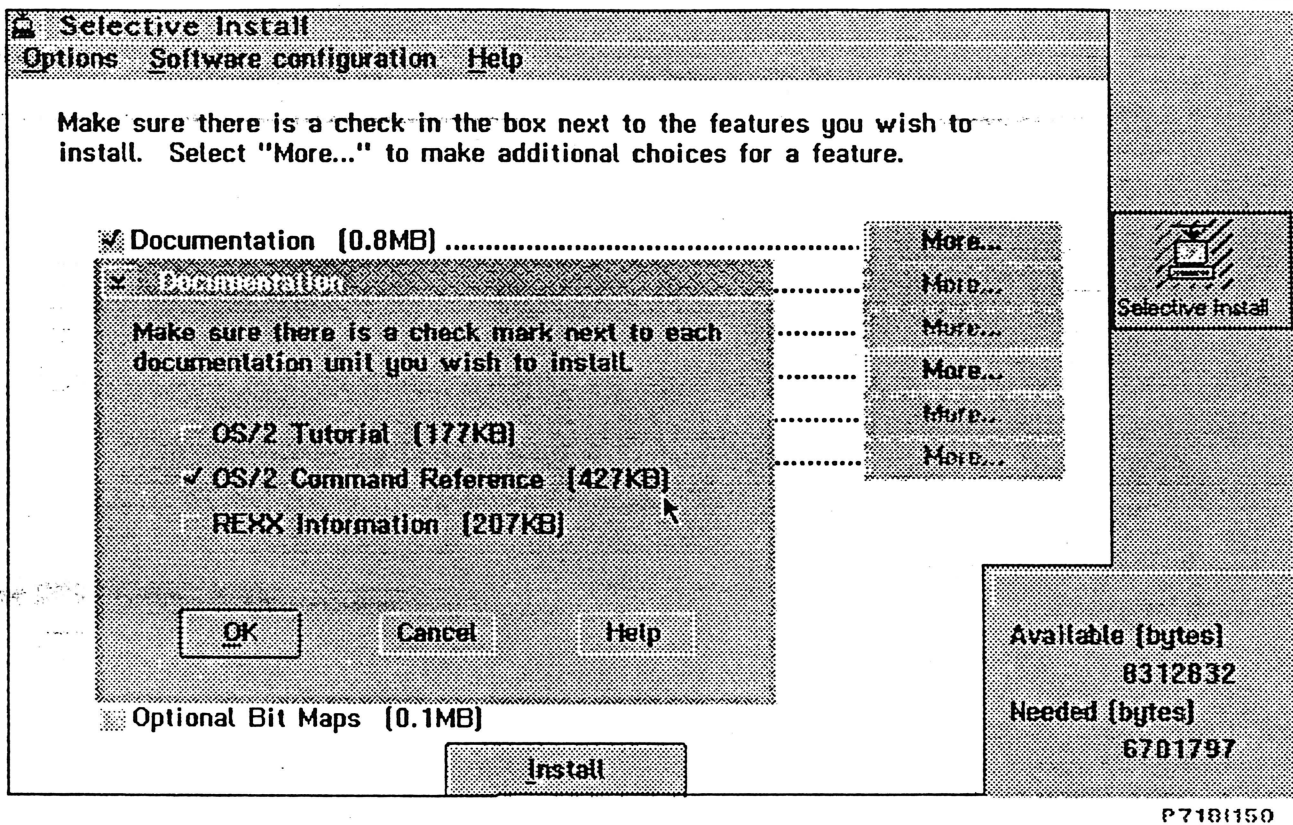 Selective Install
Options Software configuration Help
Make sure there is a check in the box next to the features you wish to
install. Select "More..." to make additional choices for a feature.
Documentation (0.8MB) ........................................ More...
Documentation
.......... More...
Make sure there is a check mark next to each
documentation unit you wish to install.
.......... More...
.......... More...
OS/2 Tutorial (177KB)
.......... More...
OS/2 Command Reference (427KB)
.......... More...
REXX Information (207KB)
OK Cancel Help
Optional Bit Maps (0.1MB)
Install
Selective Install
Available (bytes)
8312832
Needed (bytes)
6701797